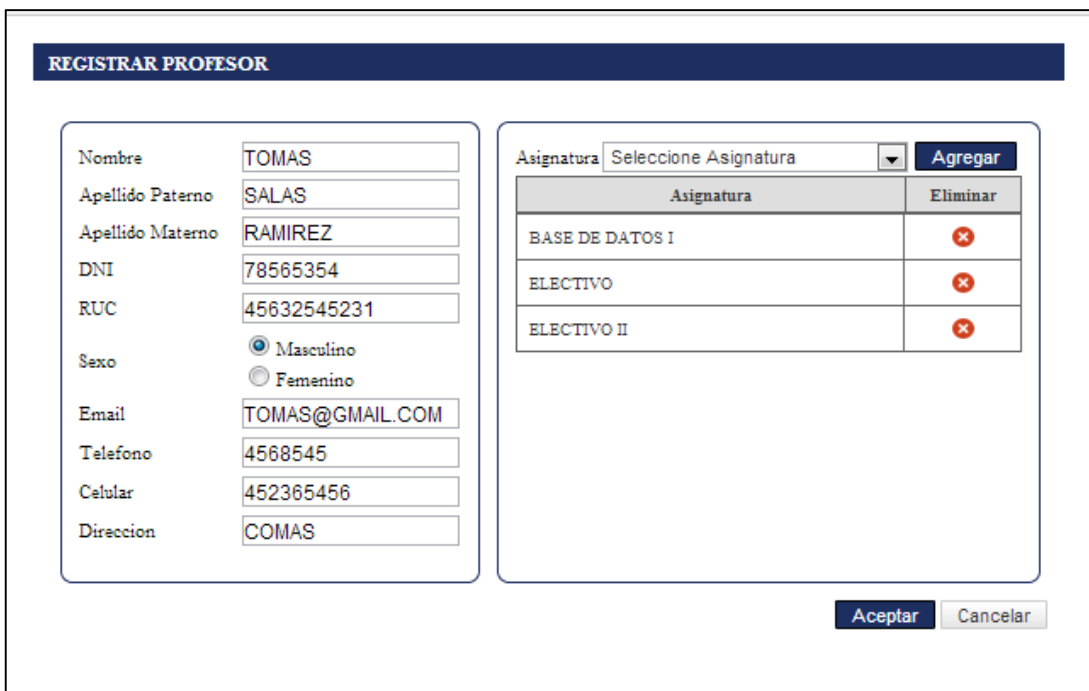 REGISTRAR PROFESOR
Nombre TOMAS
Apellido Paterno SALAS
Apellido Materno RAMIREZ
DNI 78565354
RUC 45632545231
Sexo Masculino
Femenino
Email TOMAS@GMAIL.COM
Telefono 4568545
Celular 452365456
Direccion COMAS
Asignatura Seleccione Asignatura Agregar
Asignatura Eliminar
BASE DE DATOS I
ELECTIVO
ELECTIVO II
Aceptar Cancelar